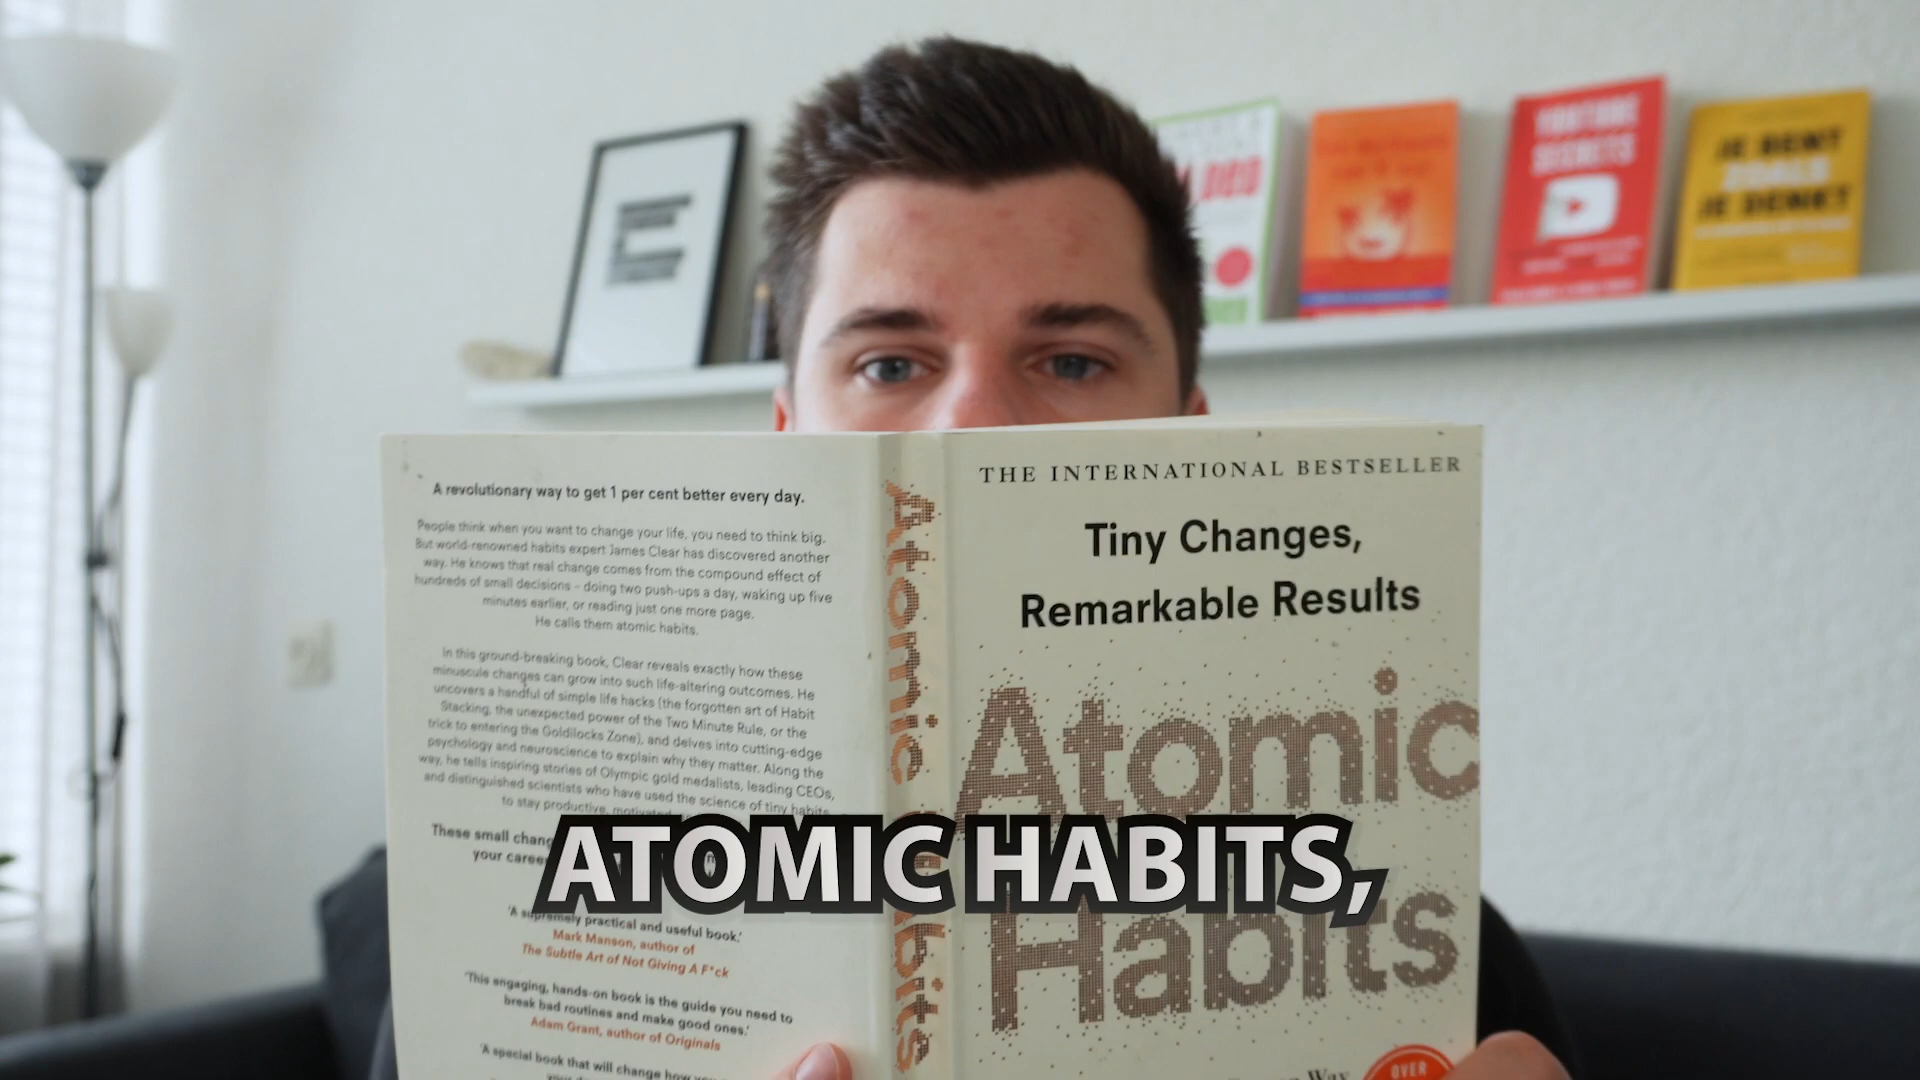 A revolutionary way to get 1 per cent better every day.
People think when you want to change your life, you need to think big.
But world-renowned habits expert James Clear has discovered another
way. He knows that real change comes from the compound effect of
hundreds of small decisions – doing two push-ups a day, waking up five
minutes earlier, or reading just one more page.
He calls them atomic habits.
In this ground-breaking book, Clear reveals exactly how these
minuscule changes can grow into such life-altering outcomes. He
uncovers a handful of simple life hacks (the forgotten art of Habit
Stacking, the unexpected power of the Two Minute Rule, or the
trick to entering the Goldilocks Zone), and delves into cutting-edge
psychology and neuroscience to explain why they matter. Along the
way, he tells inspiring stories of Olympic gold medalists, leading CEOs,
and distinguished scientists who have used the science of tiny habits
to stay productive, motivated
These small
your career
'A supremely practical and useful book.'
Mark Manson, author of
The Subtle Art of Not Giving A F*ck
'This engaging, hands-on book is the guide you need to
break bad routines and make good ones.'
Adam Grant, author of Originals
'A special book that will change how
Atomic Habits
THE INTERNATIONAL BESTSELLER
Tiny Changes,
Remarkable Results
Atomic
Habits
OVER
ATOMIC HABITS,
YOUTUBE
SECRETS
JE BENT
ZOALS
JE DENKT